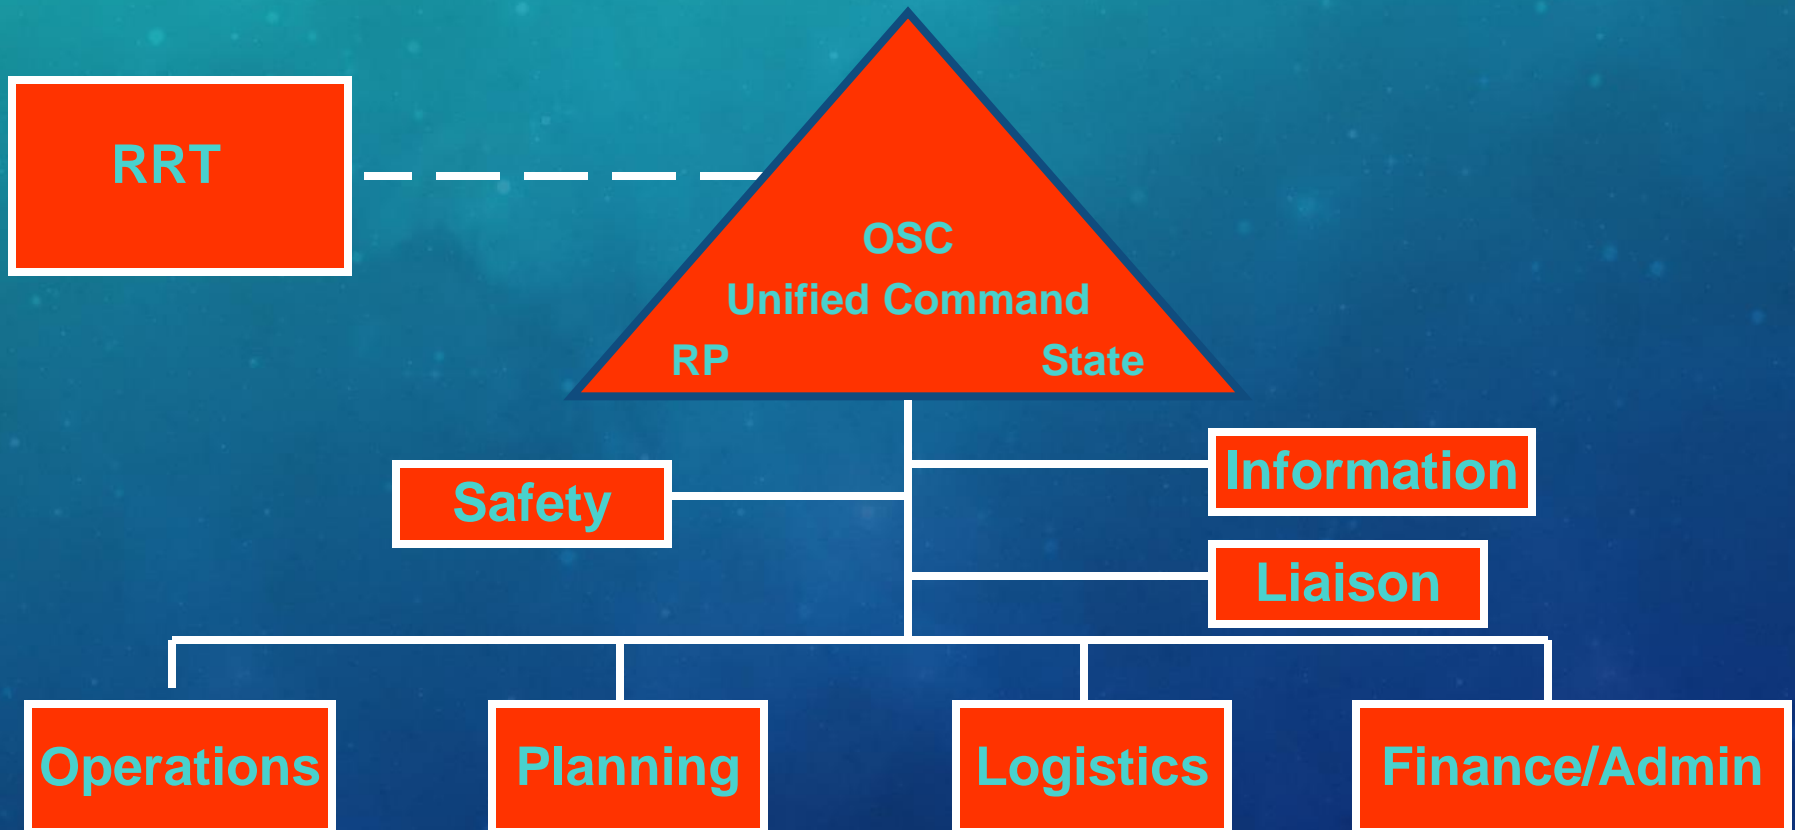 RRT
OSC
Unified Command
RP State
Information
Safety
Liaison
Operations Planning Logistics Finance/Admin